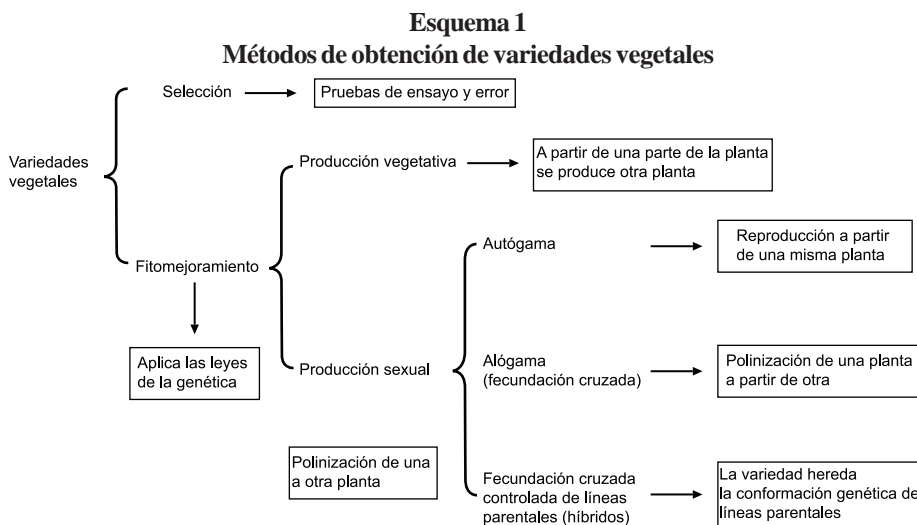 Esquema 1
Métodos de obtención de variedades vegetales
Selección
Pruebas de ensayo y error
Variedades
vegetales
Producción vegetativa
A partir de una parte de la planta
se produce otra planta
Fitomejoramiento
Autógama
Reproducción a partir
de una misma planta
Aplica las leyes
de la genética
Producción sexual
Alógama
(fecundación cruzada)
Polinización de una planta
a partir de otra
Polinización de una
a otra planta
Fecundación cruzada
controlada de líneas
parentales (híbridos)
La variedad hereda
la conformación genética de
líneas parentales